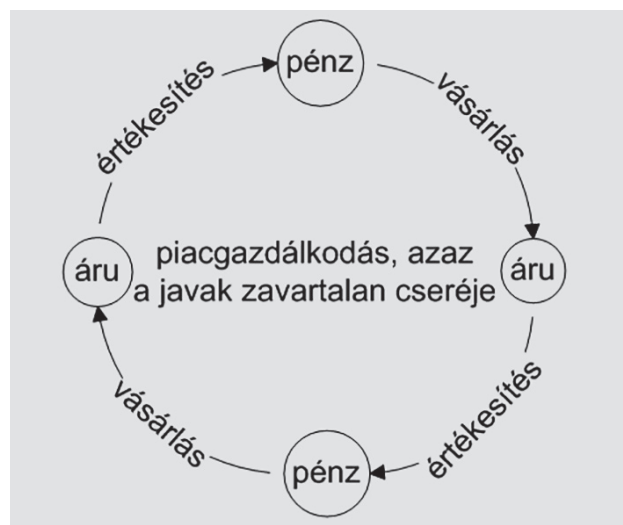 pénz
értékesítés
vásárlás
piacgazdálkodás, azaz
a javak zavartalan cseréje
áru
áru
vásárlás
értékesítés
pénz